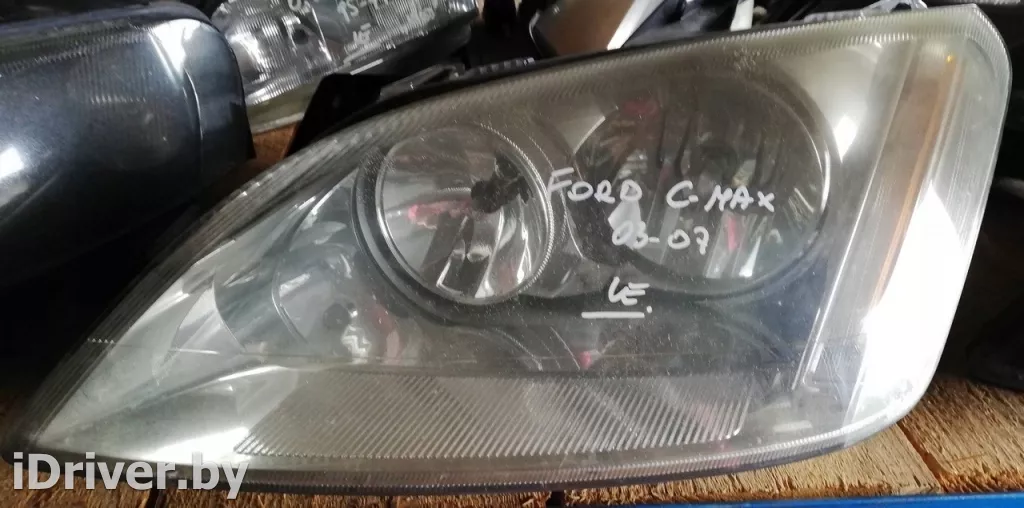 FORD C-MAX
03-07
LE.
iDriver.by